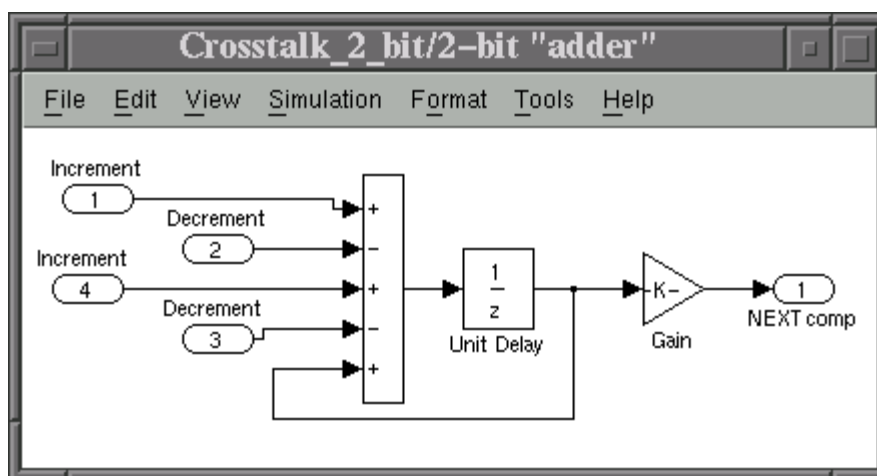 Crosstalk_2_bit/2-bit "adder"
File Edit View Simulation Format Tools Help
Increment
1
Decrement
2
Increment
4
Decrement
3
+
-
+
-
+
1
z
Unit Delay
-K-
Gain
1
NEXT comp